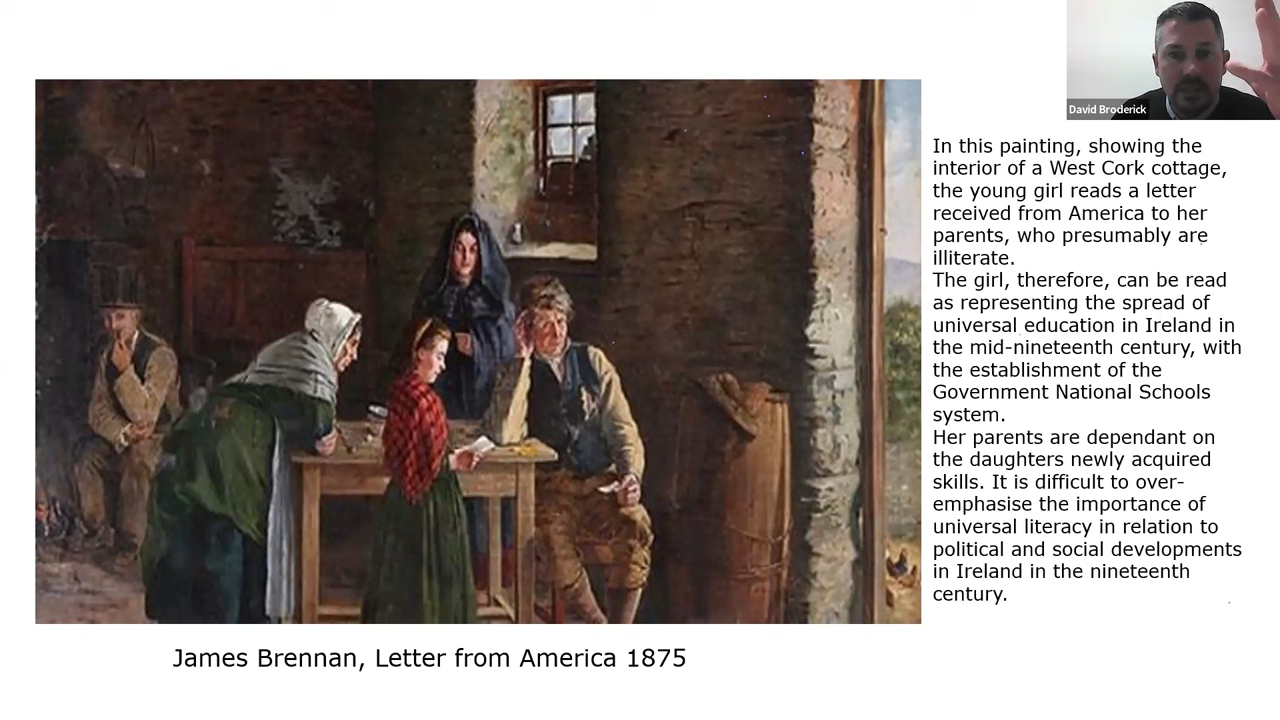 David Broderick
In this painting, showing the
interior of a West Cork cottage,
the young girl reads a letter
received from America to her
parents, who presumably are
illiterate.
The girl, therefore, can be read
as representing the spread of
universal education in Ireland in
the mid-nineteenth century, with
the establishment of the
Government National Schools
system.
Her parents are dependant on
the daughters newly acquired
skills. It is difficult to over-
emphasise the importance of
universal literacy in relation to
political and social developments
in Ireland in the nineteenth
century.
James Brennan, Letter from America 1875